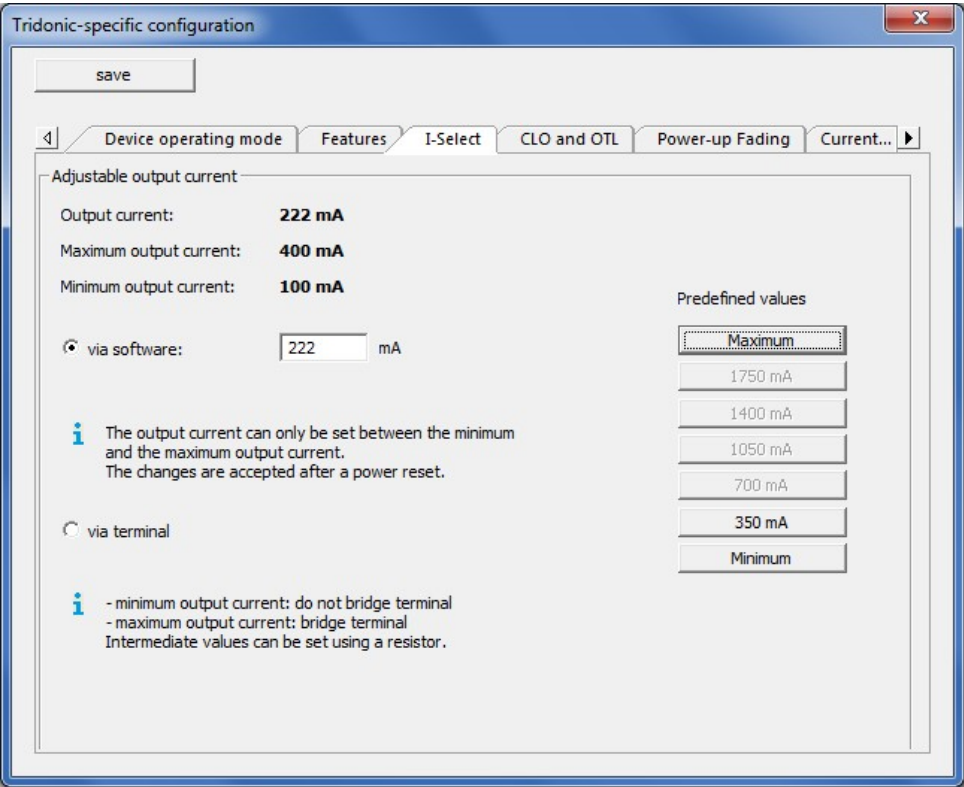 Tridonic-specific configuration
save
Device operating mode Features I-Select CLO and OTL Power-up Fading Current...
Adjustable output current
Output current: 222 mA
Maximum output current: 400 mA
Minimum output current: 100 mA
Predefined values
via software: 222 mA
Maximum
1750 mA
1400 mA
1050 mA
700 mA
350 mA
Minimum
The output current can only be set between the minimum
and the maximum output current.
The changes are accepted after a power reset.
via terminal
- minimum output current: do not bridge terminal
- maximum output current: bridge terminal
Intermediate values can be set using a resistor.